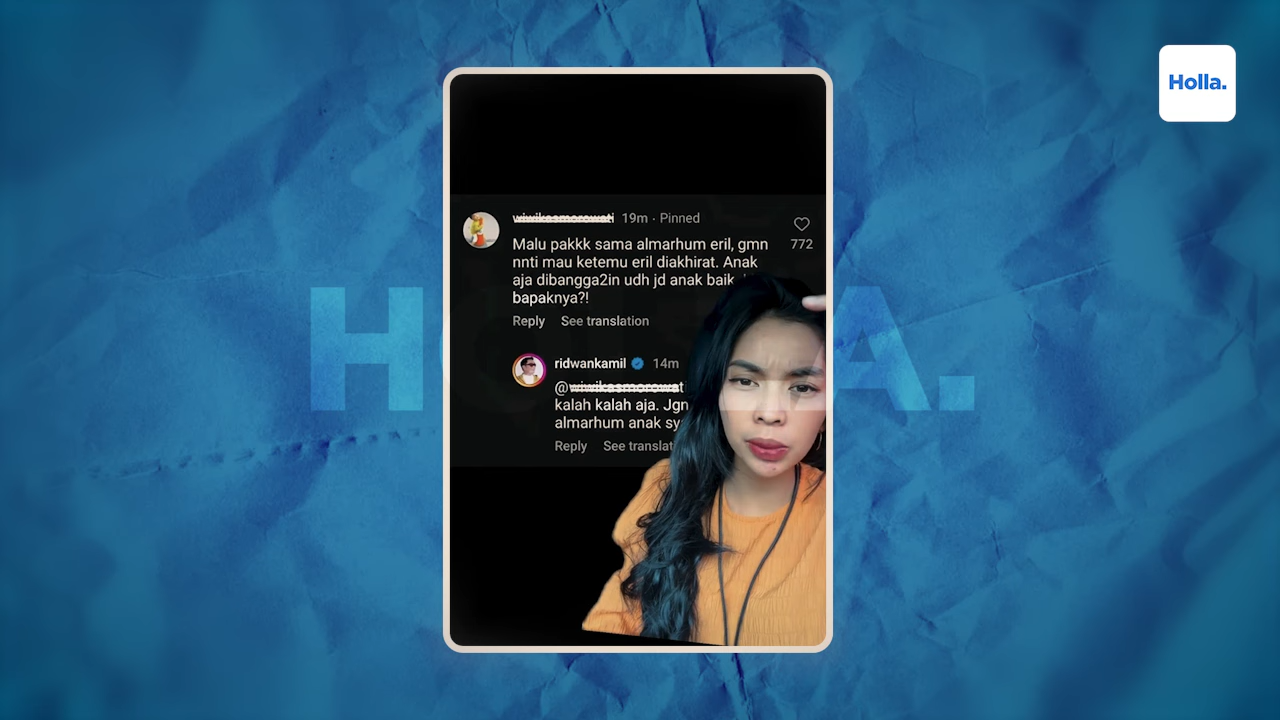 Holla.
19m · Pinned
Malu pakkk sama almarhum eril, gmn
nnti mau ketemu eril diakhirat. Anak
aja dibangga2in udh jd anak baik
bapaknya?!
772
Reply See translation
ridwankamil 14m
kalah kalah aja. Jgn
almarhum anak
Reply See